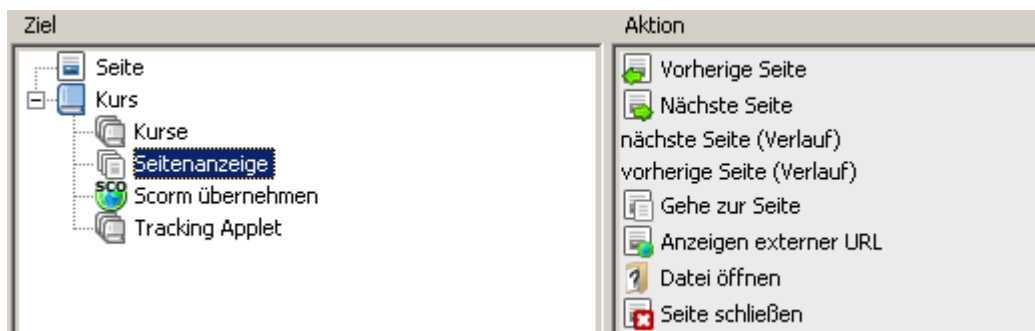 Ziel
Seite
Kurs
Kurse
Seitenanzeige
SCO
Scorm übernehmen
Tracking Applet
Aktion
Vorherige Seite
Nächste Seite
nächste Seite (Verlauf)
vorherige Seite (Verlauf)
Gehe zur Seite
Anzeigen externer URL
Datei öffnen
Seite schließen